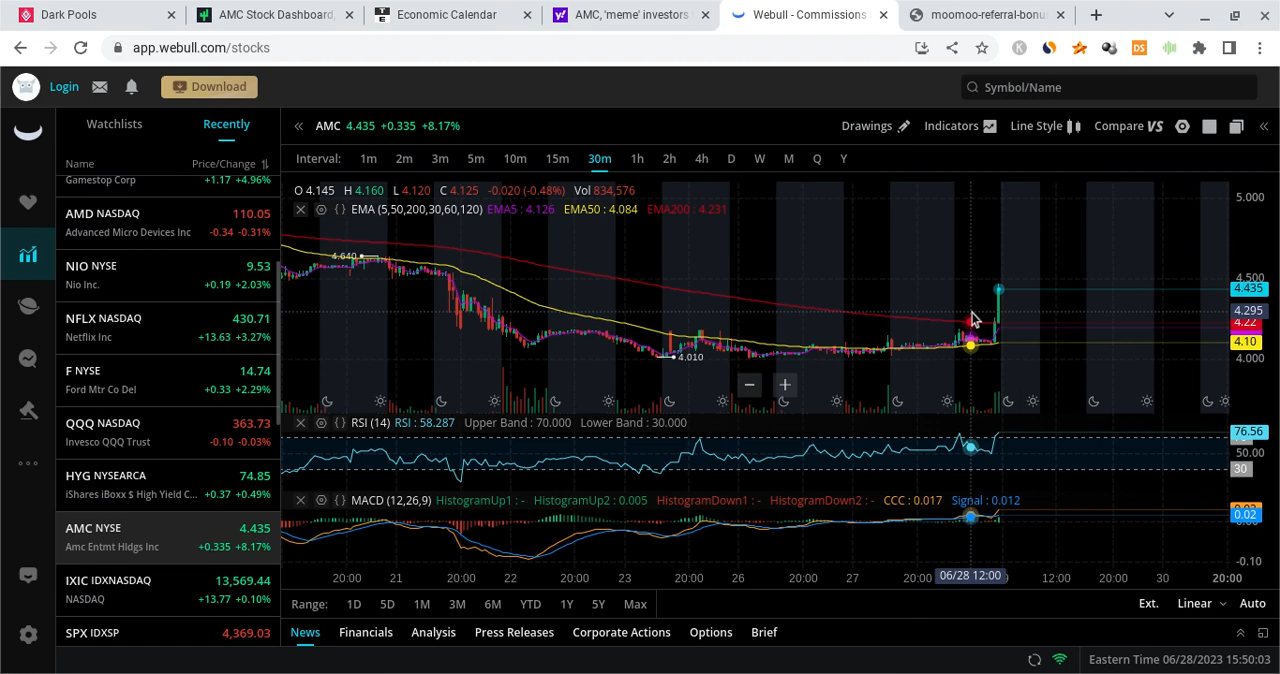 Dark Pools
AMC Stock Dashboard,
Economic Calendar
AMC, 'meme' investors
Webull - Commissions
moomoo-referral-bonu
app.webull.com/stocks
Login
Download
Symbol/Name
Watchlists
Recently
AMC 4.435 +0.335 +8.17%
Drawings
Indicators
Line Style
Compare VS
Name
Price/Change
Interval: 1m 2m 3m 5m 10m 15m 30m 1h 2h 4h D W M Q Y
Gamestop Corp +1.17 +4.96%
AMD NASDAQ 110.05
Advanced Micro Devices Inc -0.34 -0.31%
NIO NYSE 9.53
Nio Inc. +0.19 +2.03%
NFLX NASDAQ 430.71
Netflix Inc +13.63 +3.27%
F NYSE 14.74
Ford Mtr Co Del +0.33 +2.29%
QQQ NASDAQ 363.73
Invesco QQQ Trust -0.10 -0.03%
HYG NYSEARCA 74.85
iShares iBoxx $ High Yield C... +0.37 +0.49%
AMC NYSE 4.435
Amc Entmt Hldgs Inc +0.335 +8.17%
IXIC IDXNASDAQ 13,569.44
NASDAQ +13.77 +0.10%
SPX IDXSP 4,369.03
O 4.145 H 4.160 L 4.120 C 4.125 -0.020 (-0.48%) Vol 834,576
EMA (5,50,200,30,60,120) EMA5 : 4.126 EMA50 : 4.084 EMA200 : 4.231
4.640
4.010
5.000
4.500
4.435
4.295
4.22
4.10
4.000
RSI (14) RSI : 58.287 Upper Band : 70.000 Lower Band : 30.000
76.56
50.00
30
MACD (12,26,9) HistogramUp1 : - HistogramUp2 : 0.005 HistogramDown1 : - HistogramDown2 : - CCC : 0.017 Signal : 0.012
0.02
-0.10
20:00 21 20:00 22 20:00 23 20:00 26 20:00 27 20:00 06/28 12:00 12:00 20:00 30 20:00
Range: 1D 5D 1M 3M 6M YTD 1Y 5Y Max
Ext. Linear Auto
News Financials Analysis Press Releases Corporate Actions Options Brief
Eastern Time 06/28/2023 15:50:03